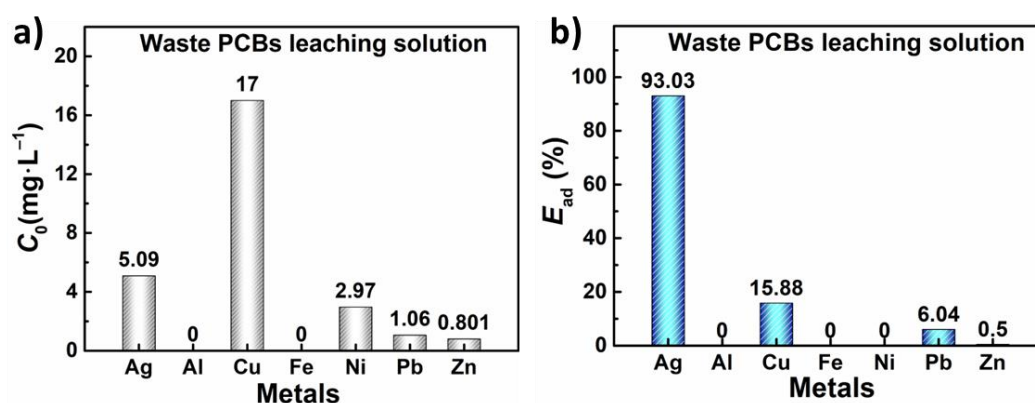 a)
Waste PCBs leaching solution
C₀(mg·L⁻¹)
20
16
12
8
4
0
5.09
0
17
0
2.97
1.06
0.801
Ag Al Cu Fe Ni Pb Zn
Metals
b)
Waste PCBs leaching solution
E_ad (%)
100
80
60
40
20
0
93.03
0
15.88
0
0
6.04
0.5
Ag Al Cu Fe Ni Pb Zn
Metals